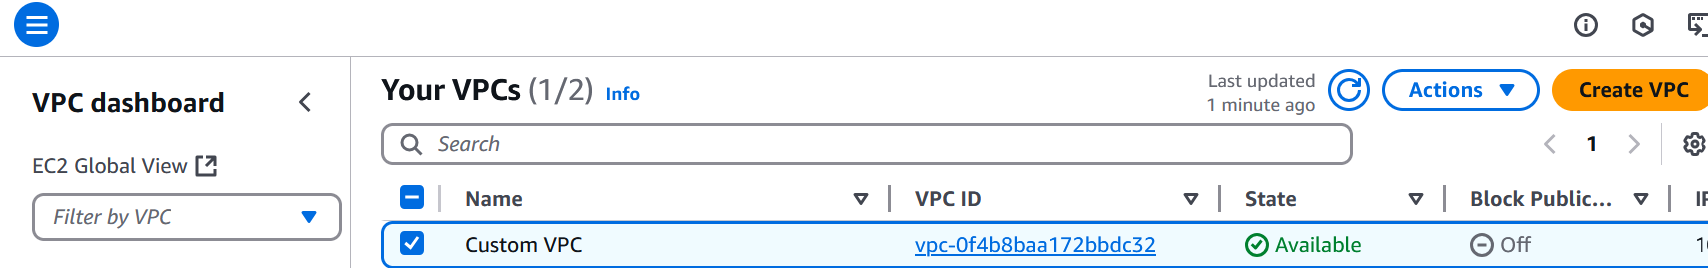 VPC dashboard
EC2 Global View
Filter by VPC
Your VPCs (1/2) Info
Last updated
1 minute ago
Actions
Create VPC
Search
1
Name VPC ID State Block Public...
Custom VPC vpc-0f4b8baa172bbdc32 Available Off